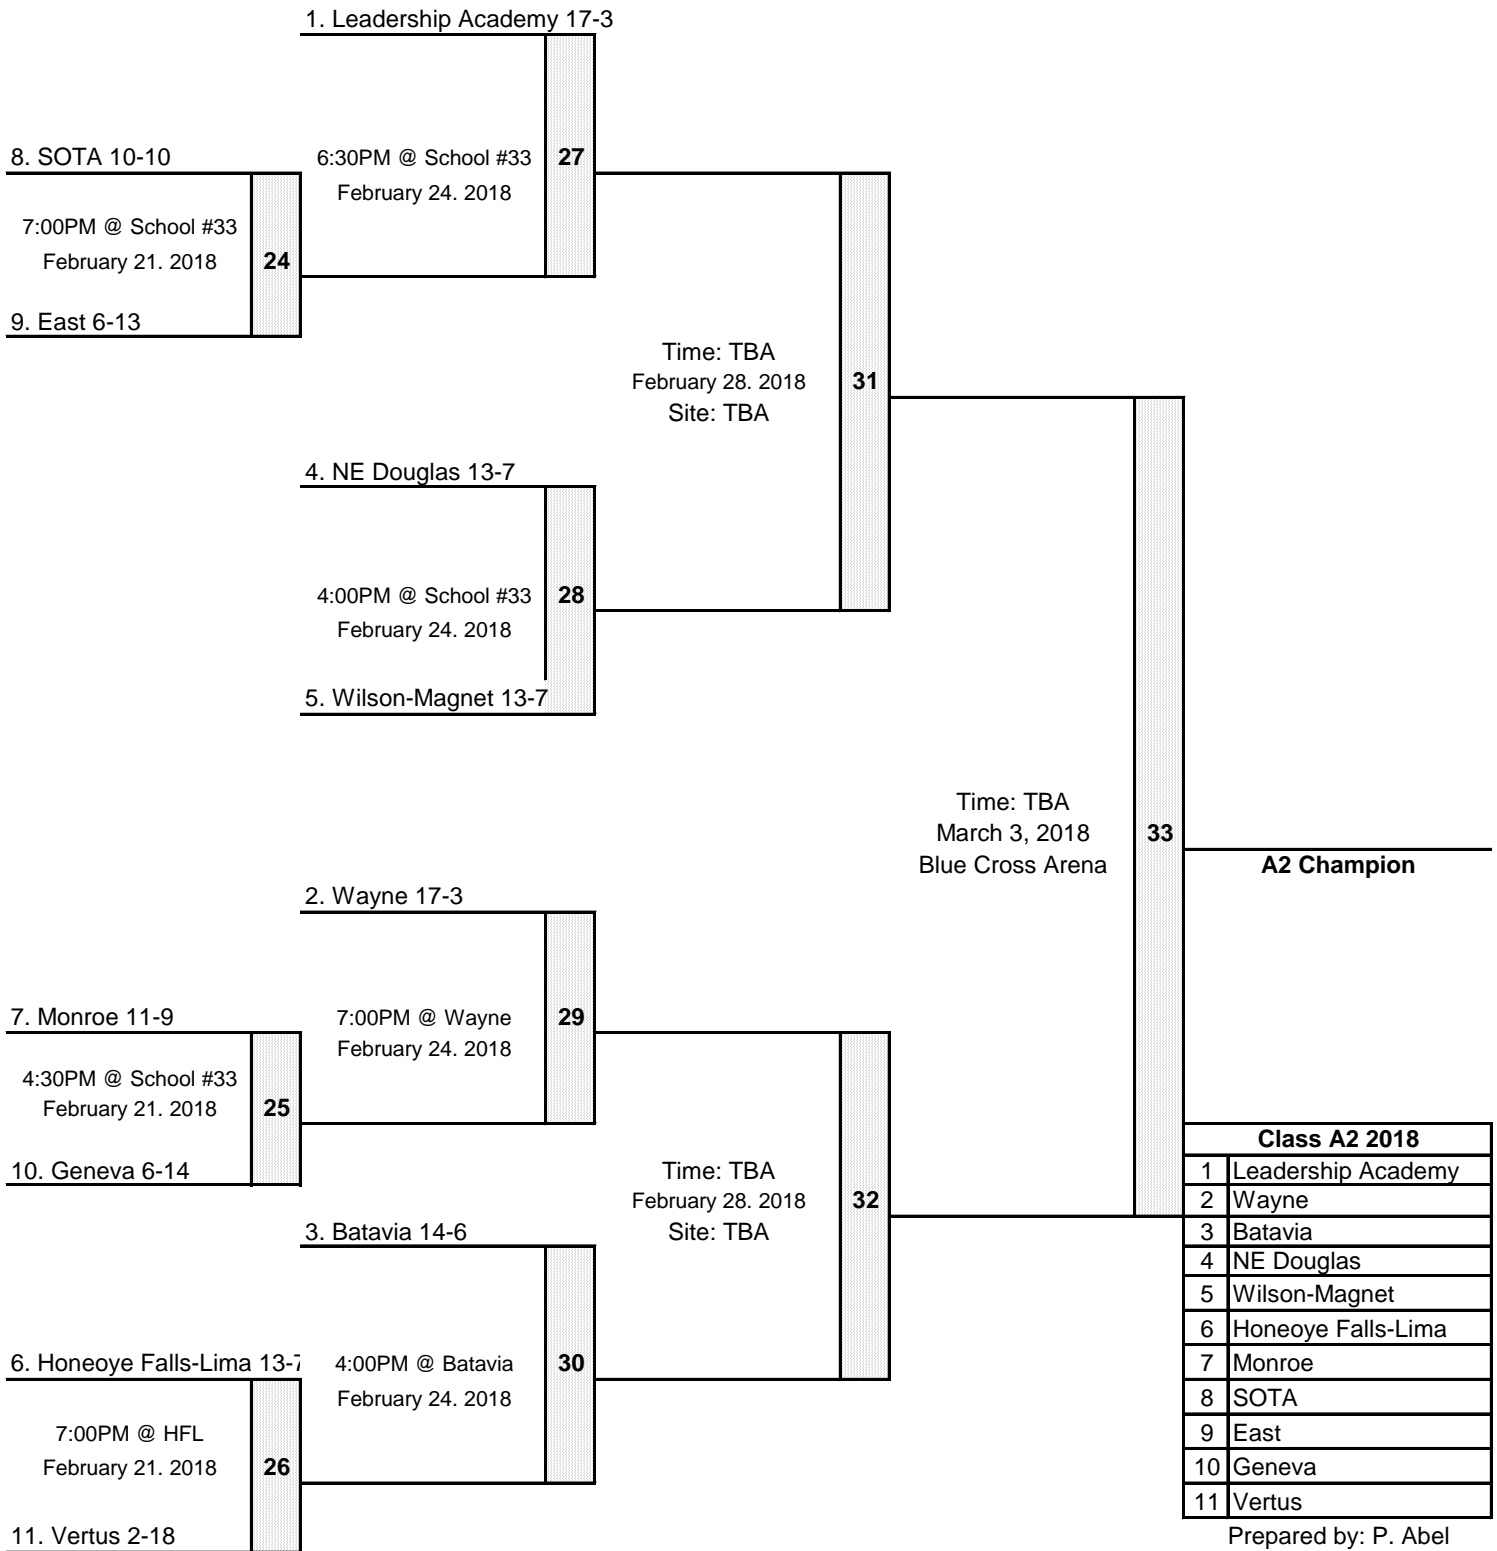 1. Leadership Academy 17-3
8. SOTA 10-10
6:30PM @ School #33
27
February 24. 2018
7:00PM @ School #33
February 21. 2018
24
9. East 6-13
Time: TBA
February 28. 2018
31
Site: TBA
4. NE Douglas 13-7
4:00PM @ School #33
28
February 24. 2018
5. Wilson-Magnet 13-7
Time: TBA
March 3, 2018
33
Blue Cross Arena
A2 Champion
2. Wayne 17-3
7. Monroe 11-9
7:00PM @ Wayne
29
February 24. 2018
4:30PM @ School #33
February 21. 2018
25
10. Geneva 6-14
Time: TBA
February 28. 2018
32
Site: TBA
3. Batavia 14-6
6. Honeoye Falls-Lima 13-7
4:00PM @ Batavia
30
February 24. 2018
7:00PM @ HFL
February 21. 2018
26
11. Vertus 2-18
Class A2 2018
1 Leadership Academy
2 Wayne
3 Batavia
4 NE Douglas
5 Wilson-Magnet
6 Honeoye Falls-Lima
7 Monroe
8 SOTA
9 East
10 Geneva
11 Vertus
Prepared by: P. Abel